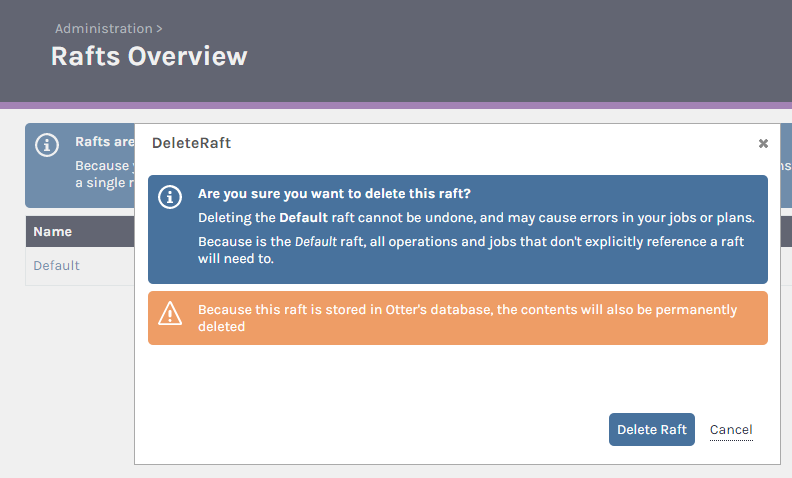 Administration >
Rafts Overview
Rafts are
Because
a single
DeleteRaft
Are you sure you want to delete this raft?
Deleting the Default raft cannot be undone, and may cause errors in your jobs or plans.
Because is the Default raft, all operations and jobs that don't explicitly reference a raft
will need to.
Because this raft is stored in Otter's database, the contents will also be permanently
deleted
Name
Default
Delete Raft
Cancel